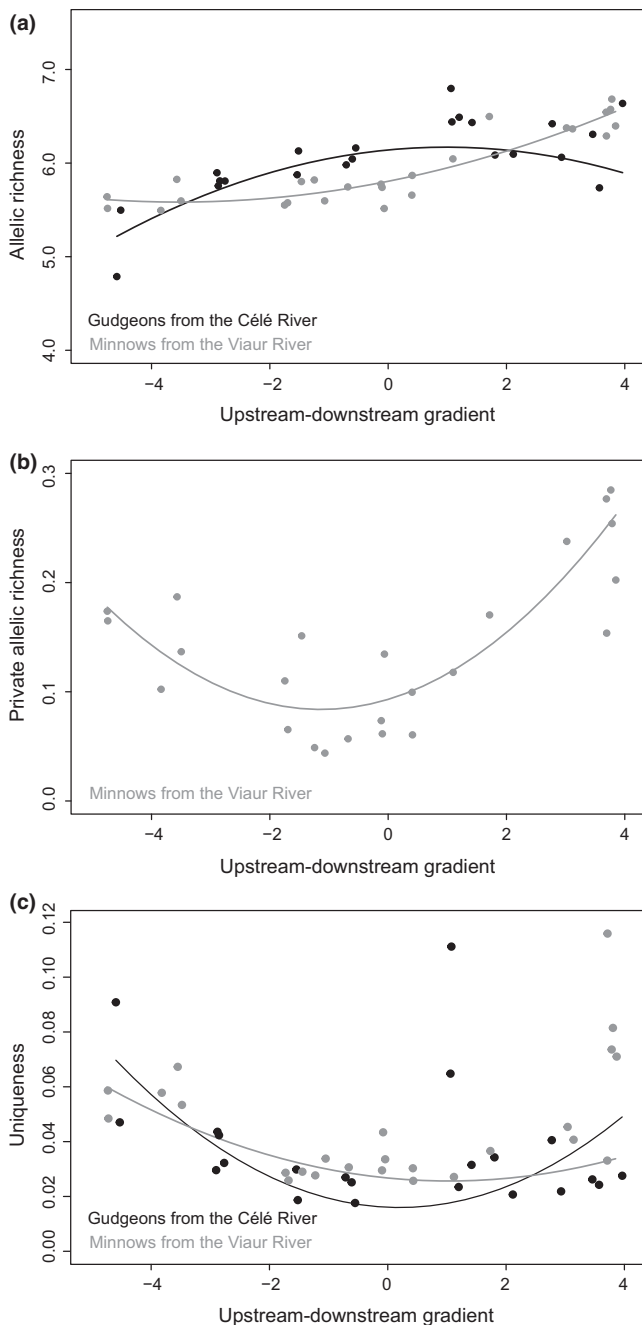 (a)
7.0
6.0
5.0
4.0
Allelic richness
Gudgeons from the Célé River
Minnows from the Viaur River
−4
−2
0
2
4
Upstream-downstream gradient
(b)
0.3
0.2
0.1
0.0
Private allelic richness
Minnows from the Viaur River
−4
−2
0
2
4
Upstream-downstream gradient
(c)
0.12
0.10
0.08
0.06
0.04
0.02
0.00
Uniqueness
Gudgeons from the Célé River
Minnows from the Viaur River
−4
−2
0
2
4
Upstream-downstream gradient